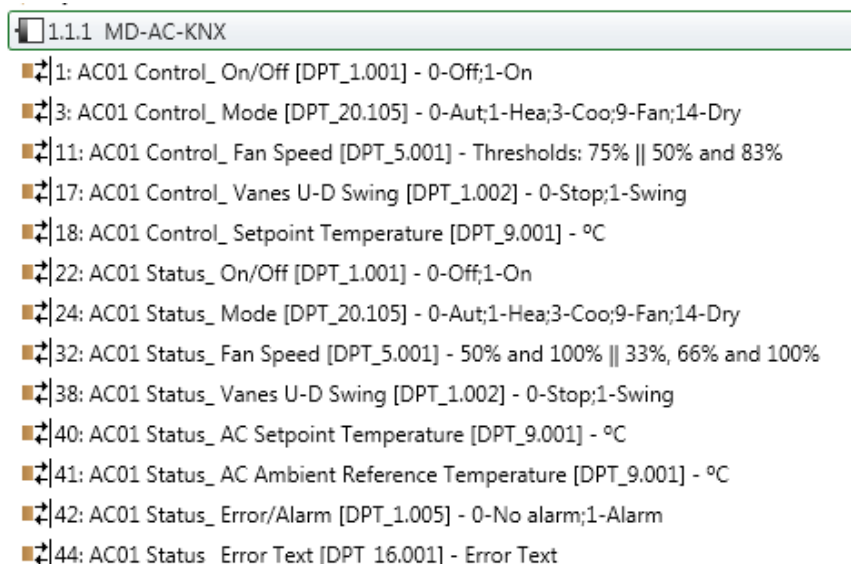 1.1.1 MD-AC-KNX
1: AC01 Control_ On/Off [DPT_1.001] - 0-Off;1-On
3: AC01 Control_ Mode [DPT_20.105] - 0-Aut;1-Hea;3-Coo;9-Fan;14-Dry
11: AC01 Control_ Fan Speed [DPT_5.001] - Thresholds: 75% || 50% and 83%
17: AC01 Control_ Vanes U-D Swing [DPT_1.002] - 0-Stop;1-Swing
18: AC01 Control_ Setpoint Temperature [DPT_9.001] - ºC
22: AC01 Status_ On/Off [DPT_1.001] - 0-Off;1-On
24: AC01 Status_ Mode [DPT_20.105] - 0-Aut;1-Hea;3-Coo;9-Fan;14-Dry
32: AC01 Status_ Fan Speed [DPT_5.001] - 50% and 100% || 33%, 66% and 100%
38: AC01 Status_ Vanes U-D Swing [DPT_1.002] - 0-Stop;1-Swing
40: AC01 Status_ AC Setpoint Temperature [DPT_9.001] - ºC
41: AC01 Status_ AC Ambient Reference Temperature [DPT_9.001] - ºC
42: AC01 Status_ Error/Alarm [DPT_1.005] - 0-No alarm;1-Alarm
44: AC01 Status_ Error Text [DPT_16.001] - Error Text